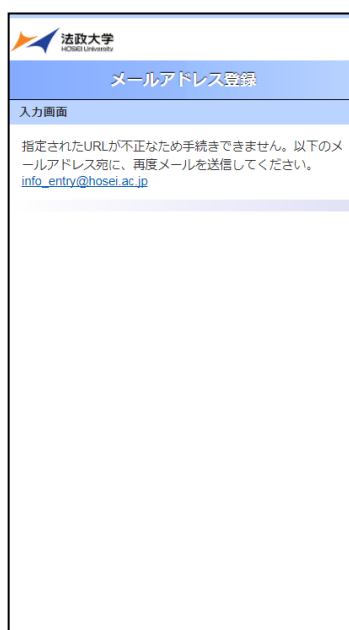 法政大学
HOSEI University
メールアドレス登録
入力画面
指定されたURLが不正なため手続きできません。以下のメ
ールアドレス宛に、再度メールを送信してください。
info_entry@hosei.ac.jp